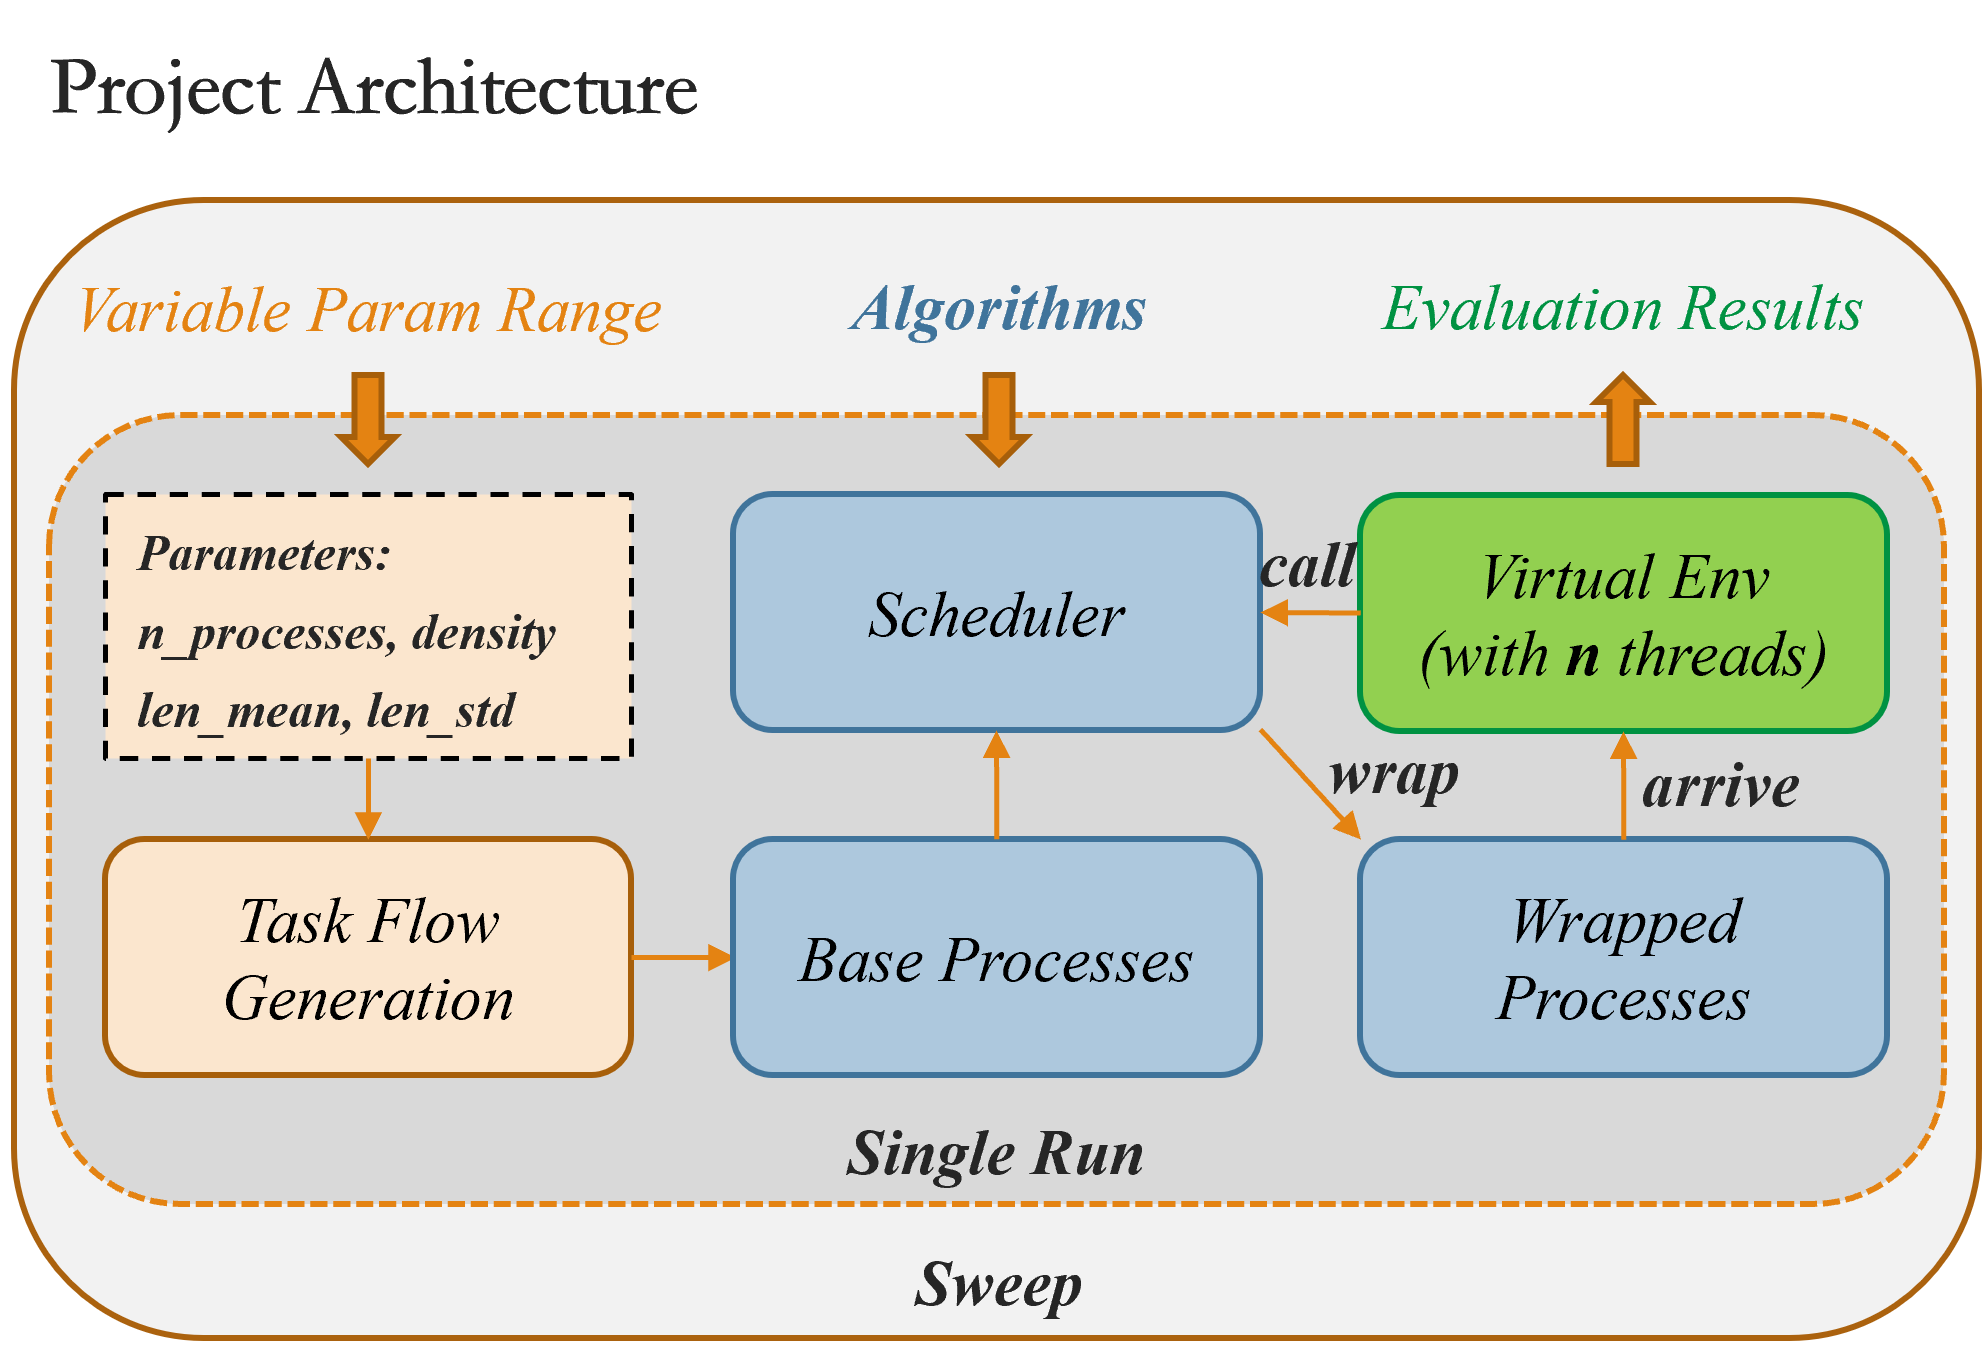 Project Architecture
Variable Param Range
Algorithms
Evaluation Results
Parameters:
n_processes, density
len_mean, len_std
Scheduler
call
Virtual Env
(with n threads)
wrap
arrive
Task Flow
Generation
Base Processes
Wrapped
Processes
Single Run
Sweep